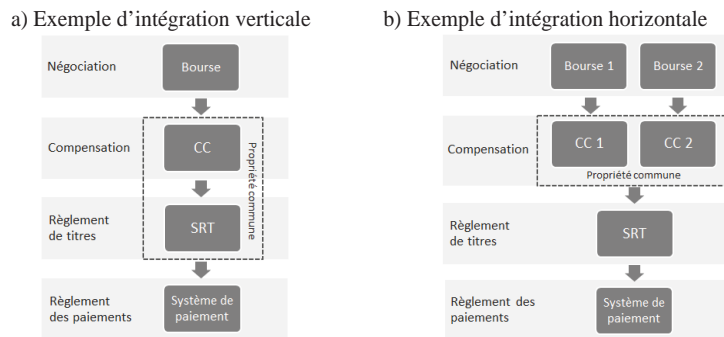 a) Exemple d’intégration verticale
Négociation
Bourse
Compensation
CC
Propriété commune
Règlement
de titres
SRT
Règlement
des paiements
Système de
paiement
b) Exemple d’intégration horizontale
Négociation
Bourse 1
Bourse 2
Compensation
CC 1
CC 2
Propriété commune
Règlement
de titres
SRT
Règlement des
paiements
Système de
paiement